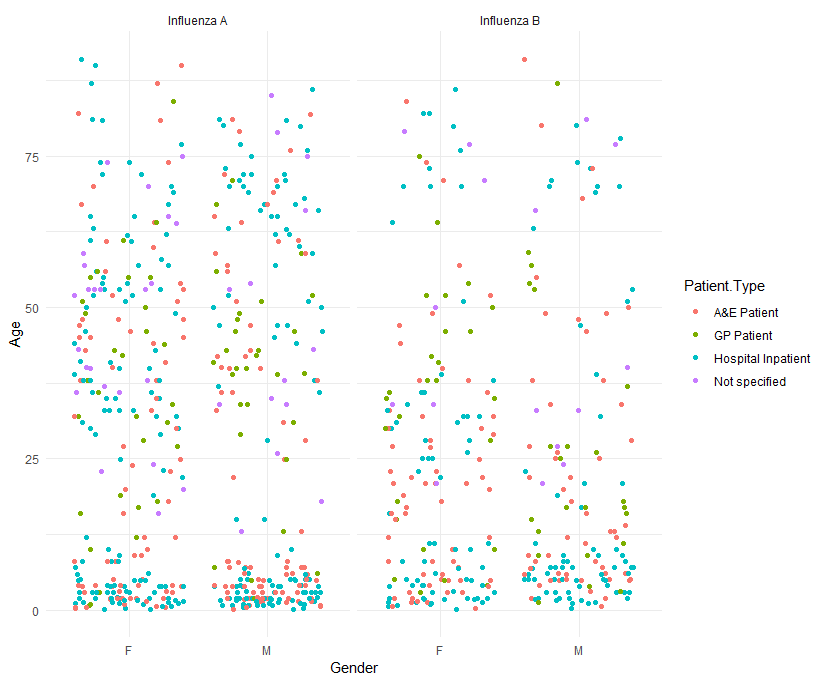 Influenza A
Influenza B
75
50
25
0
Age
F
M
F
M
Gender
Patient.Type
A&E Patient
GP Patient
Hospital Inpatient
Not specified